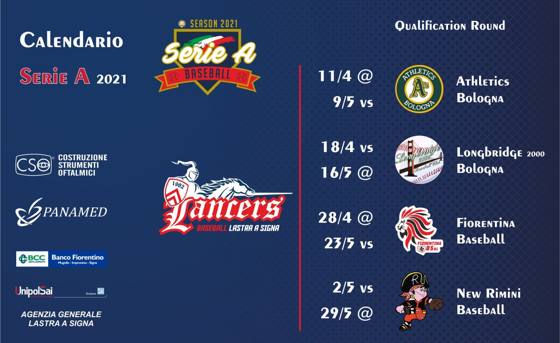 Calendario
Serie A 2021
SEASON 2021
Serie A
BASEBALL
Qualification Round
11/4 @
9/5 vs
ATHLETICS
A's
BOLOGNA
Athletics
Bologna
18/4 vs
16/5 @
Longbridge 2000
Bologna
28/4 @
23/5 vs
FIORENTINA
Fiorentina
Baseball
2/5 vs
29/5 @
New Rimini
Baseball
CSO COSTRUZIONE
STRUMENTI
OFTALMICI
PANAMED
BCC Banco Fiorentino
UnipolSai
AGENZIA GENERALE
LASTRA A SIGNA
Lancers
BASEBALL LASTRA A SIGNA